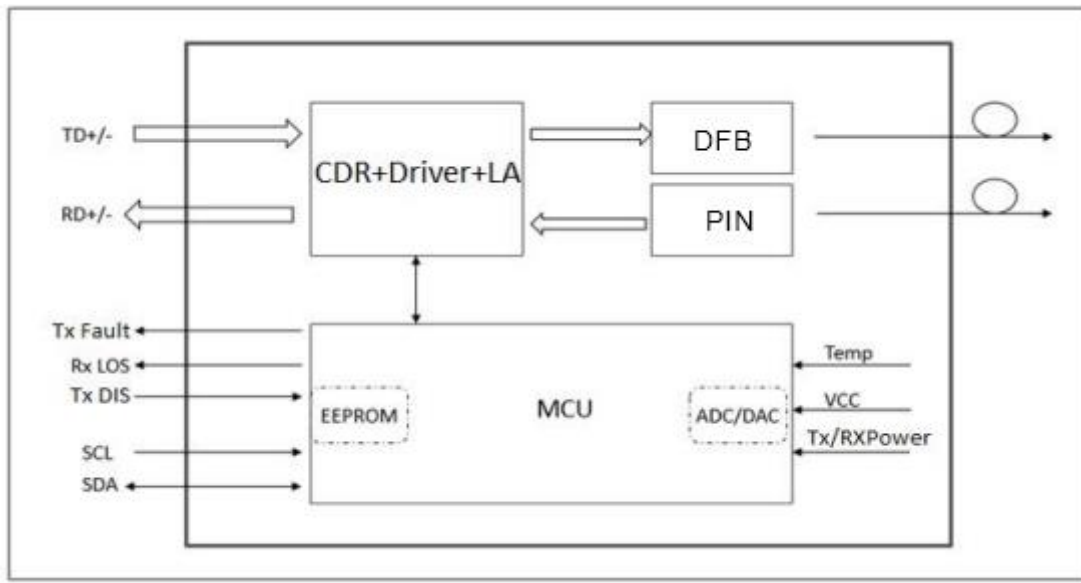 TD+/-
CDR+Driver+LA
DFB
RD+/-
PIN
Tx Fault
Rx LOS
Tx DIS
SCL
SDA
EEPROM
MCU
ADC/DAC
Temp
VCC
Tx/RXPower